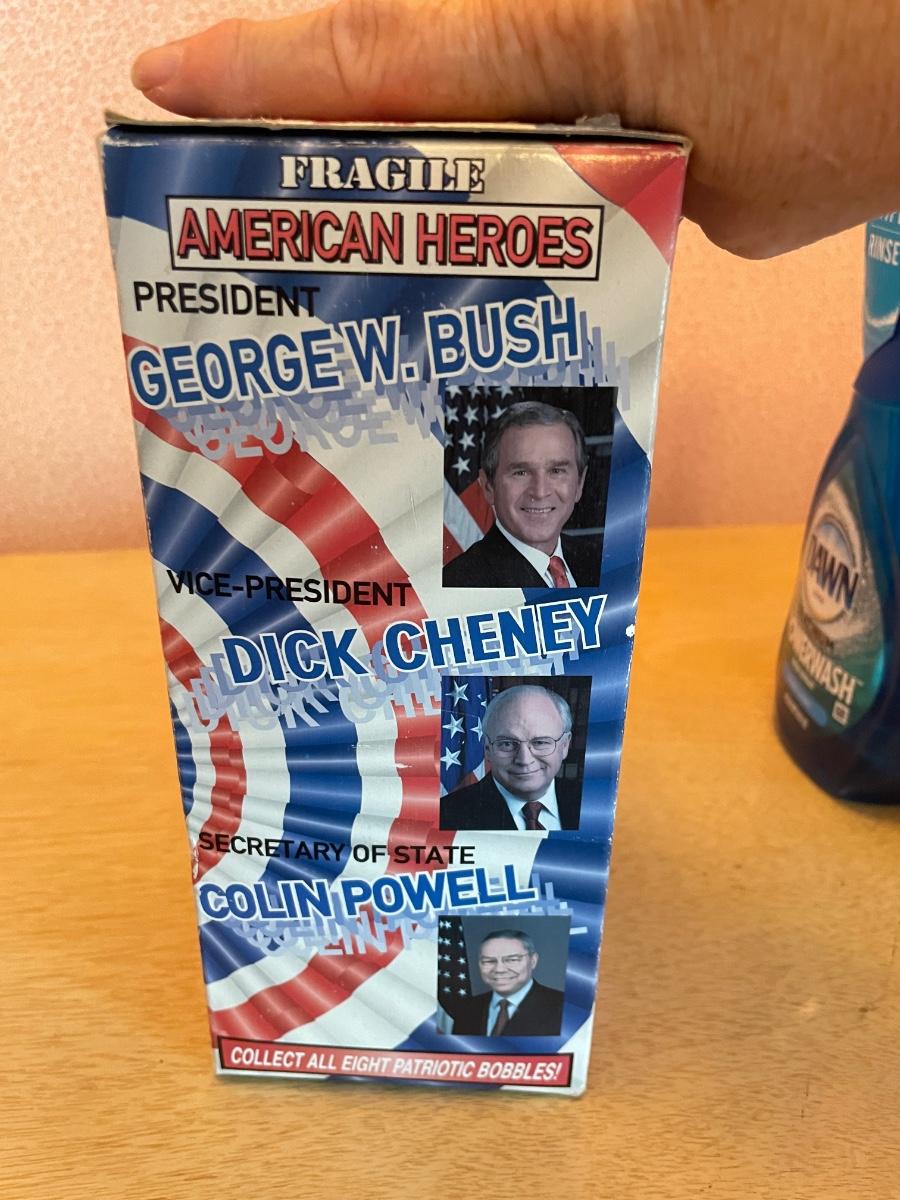 FRAGILE
AMERICAN HEROES
PRESIDENT
GEORGE W. BUSH
VICE-PRESIDENT
DICK CHENEY
SECRETARY OF STATE
COLIN POWELL
COLLECT ALL EIGHT PATRIOTIC BOBBLES!
RINSE
DAWN